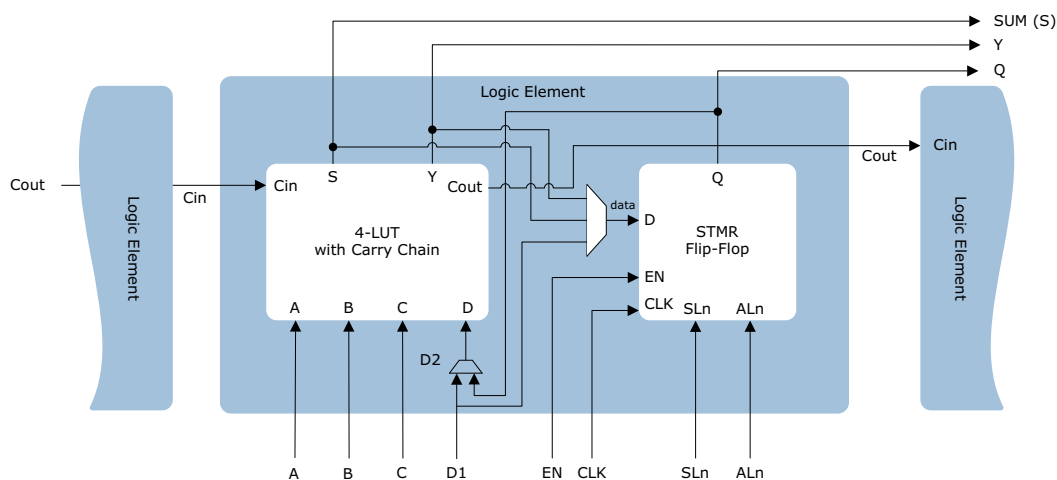 SUM (S)
Y
Q
Logic Element
Cout
Cin
Logic Element
Cin
S
Y
Cout
4-LUT
with Carry Chain
A
B
C
D
D2
data
Q
D
STMR
Flip-Flop
EN
CLK
SLn
ALn
Cout
Cin
Logic Element
A
B
C
D1
EN
CLK
SLn
ALn